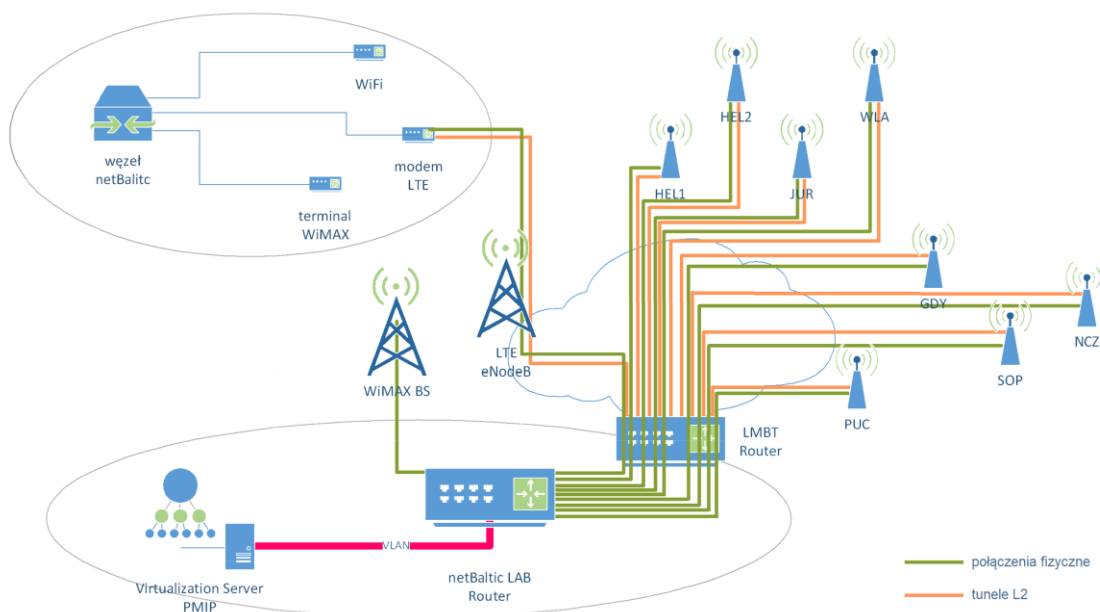 WiFi
węzeł
netBalitc
modem
LTE
terminal
WiMAX
HEL2
WLA
HEL1
JUR
GDY
NCZ
SOP
PUC
LTE
eNodeB
WiMAX BS
LMBT
Router
VLAN
netBaltic LAB
Router
Virtualization Server
PMIP
połączenia fizyczne
tunele L2